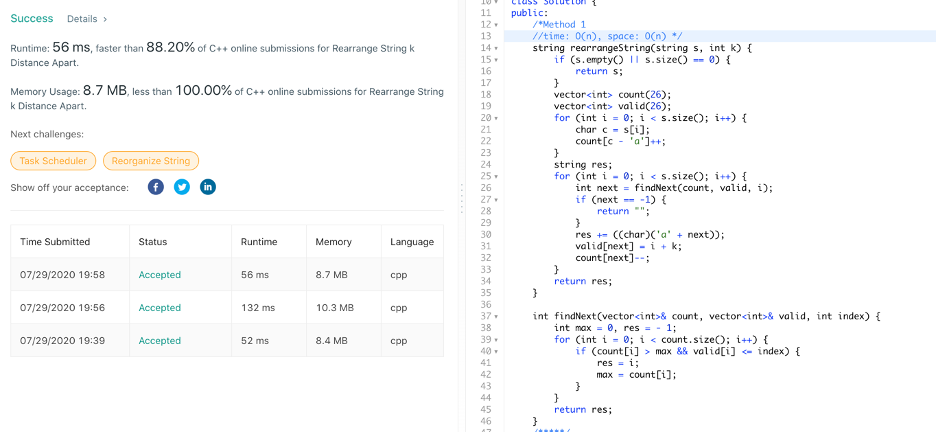 Success Details ›
Runtime: 56 ms, faster than 88.20% of C++ online submissions for Rearrange String k
Distance Apart.
Memory Usage: 8.7 MB, less than 100.00% of C++ online submissions for Rearrange String
k Distance Apart.
Next challenges:
Task Scheduler Reorganize String
Show off your acceptance:
Time Submitted Status Runtime Memory Language
07/29/2020 19:58 Accepted 56 ms 8.7 MB cpp
07/29/2020 19:56 Accepted 132 ms 10.3 MB cpp
07/29/2020 19:39 Accepted 52 ms 8.4 MB cpp
10 class Solution {
11 public:
12 /*Method 1
13 //time: O(n), space: O(n) */
14 string rearrangeString(string s, int k) {
15 if (s.empty() || s.size() == 0) {
16 return s;
17 }
18 vector<int> count(26);
19 vector<int> valid(26);
20 for (int i = 0; i < s.size(); i++) {
21 char c = s[i];
22 count[c - 'a']++;
23 }
24 string res;
25 for (int i = 0; i < s.size(); i++) {
26 int next = findNext(count, valid, i);
27 if (next == -1) {
28 return "";
29 }
30 res += ((char)('a' + next));
31 valid[next] = i + k;
32 count[next]--;
33 }
34 return res;
35 }
36
37 int findNext(vector<int>& count, vector<int>& valid, int index) {
38 int max = 0, res = - 1;
39 for (int i = 0; i < count.size(); i++) {
40 if (count[i] > max && valid[i] <= index) {
41 res = i;
42 max = count[i];
43 }
44 }
45 return res;
46 }
47 /*****/